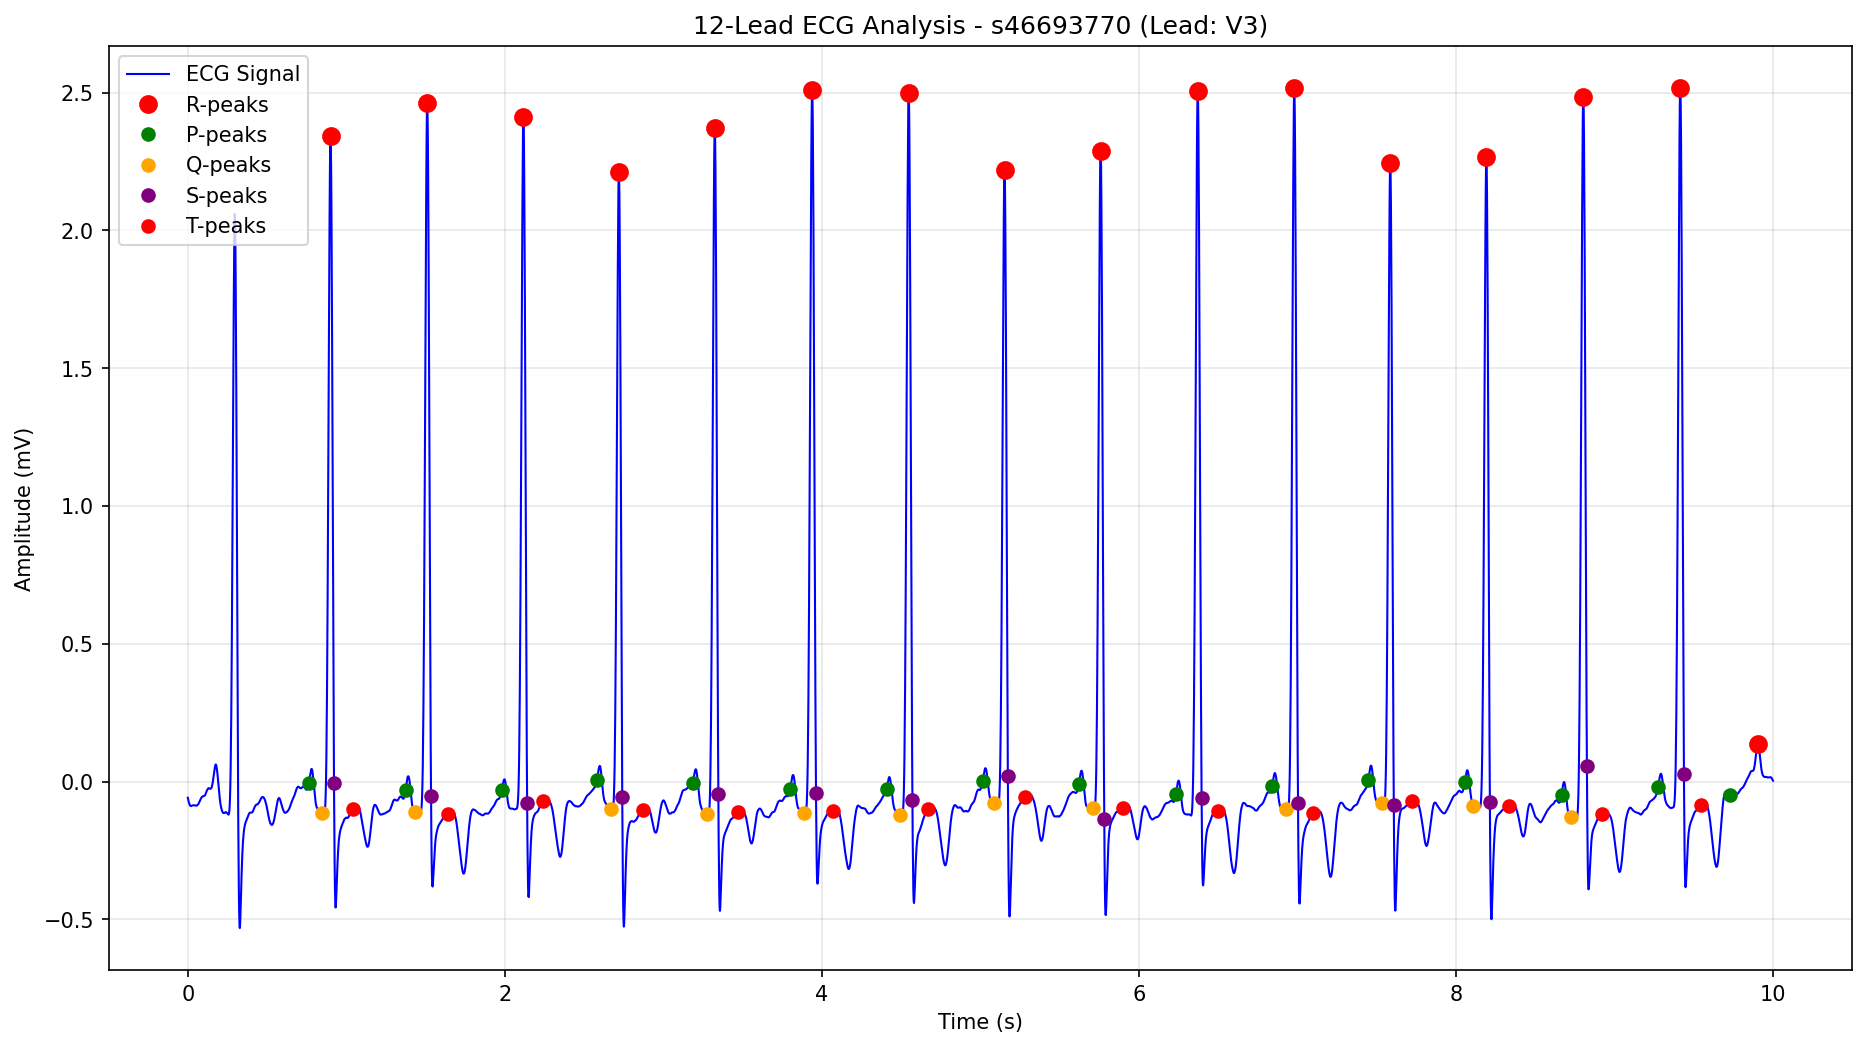 12-Lead ECG Analysis - s46693770 (Lead: V3)
ECG Signal
R-peaks
P-peaks
Q-peaks
S-peaks
T-peaks
Amplitude (mV)
2.5
2.0
1.5
1.0
0.5
0.0
−0.5
0 2 4 6 8 10
Time (s)